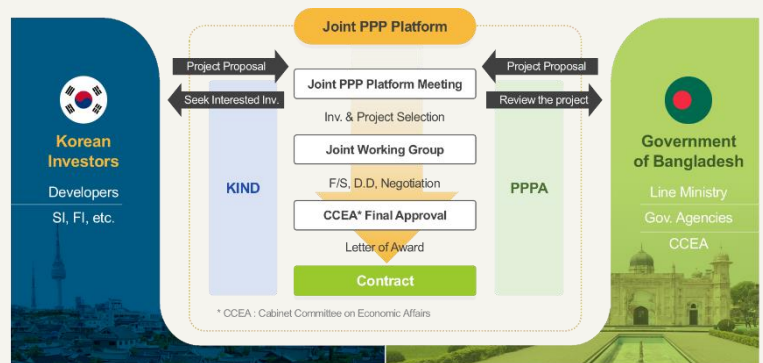 Joint PPP Platform
Project Proposal
Project Proposal
Joint PPP Platform Meeting
Seek Interested Inv.
Review the project
Inv. & Project Selection
Korean
Investors
Developers
SI, FI, etc.
KIND
Joint Working Group
F/S, D.D, Negotiation
CCEA* Final Approval
Letter of Award
Contract
PPPA
Government
of Bangladesh
Line Ministry
Gov. Agencies
CCEA
* CCEA : Cabinet Committee on Economic Affairs